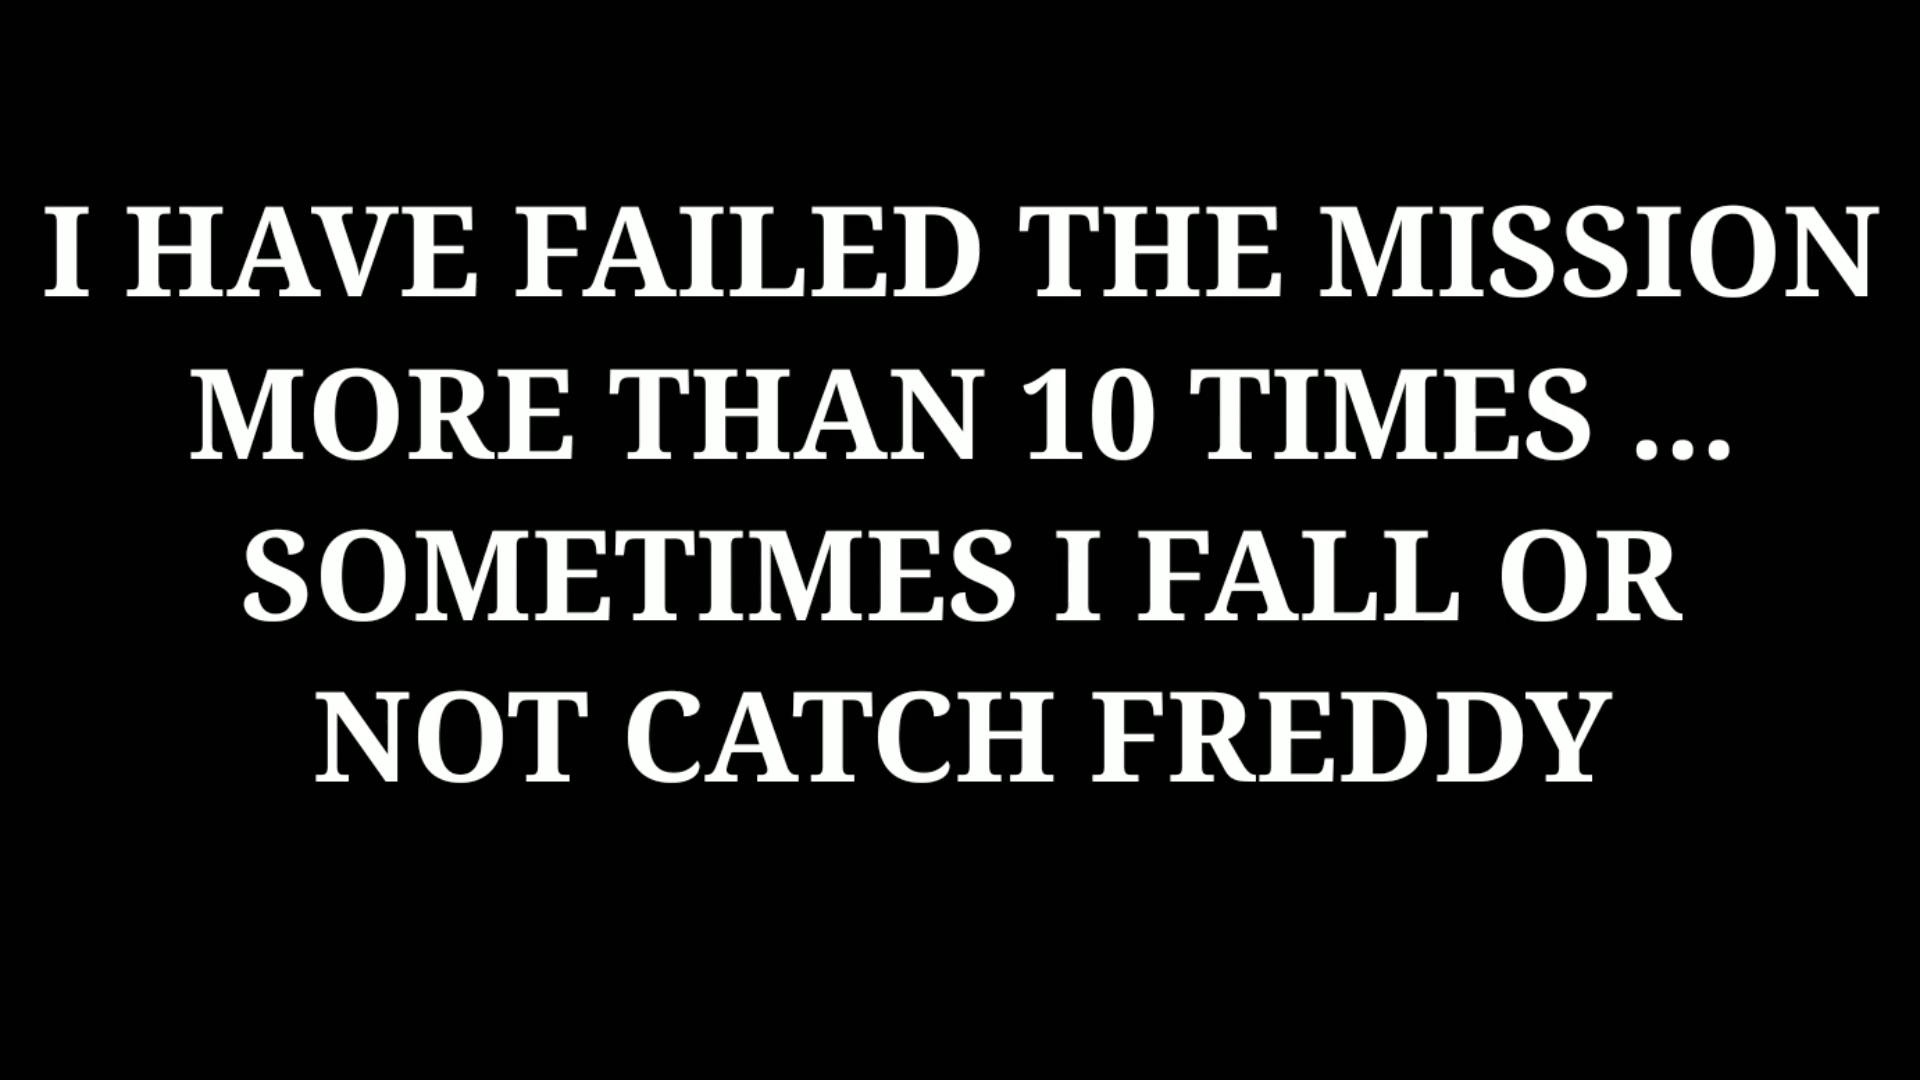 I HAVE FAILED THE MISSION
MORE THAN 10 TIMES ...
SOMETIMES I FALL OR
NOT CATCH FREDDY